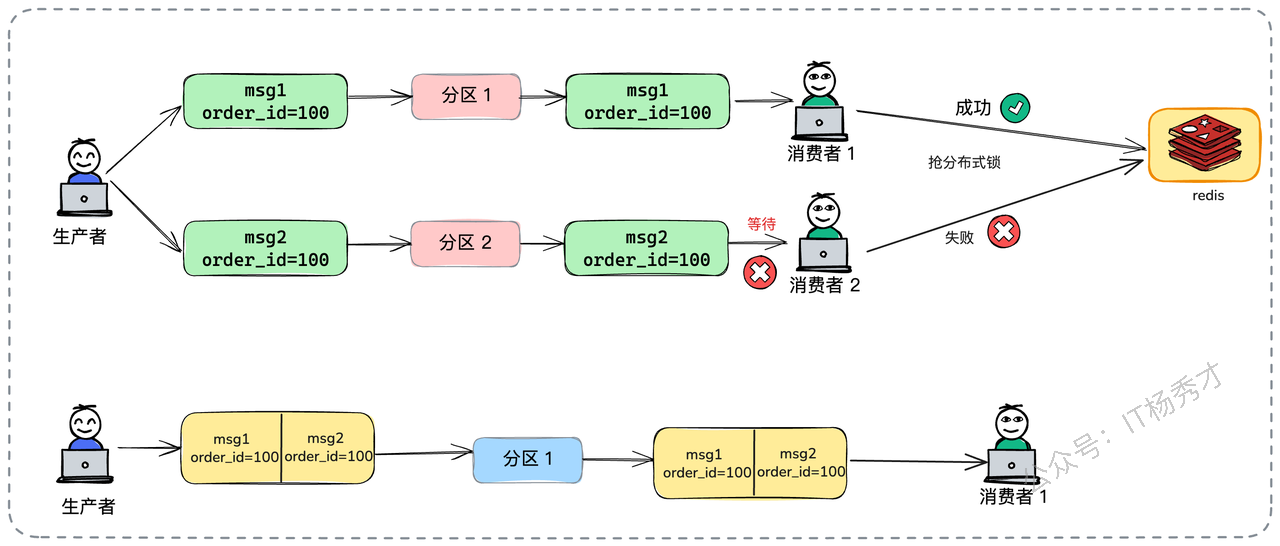 msg1
order_id=100
分区 1
msg1
order_id=100
消费者 1
成功
抢分布式锁
redis
生产者
msg2
order_id=100
分区 2
msg2
order_id=100
等待
消费者 2
失败
生产者
msg1
order_id=100
msg2
order_id=100
分区 1
msg1
order_id=100
msg2
order_id=100
消费者 1
公众号：IT杨秀才